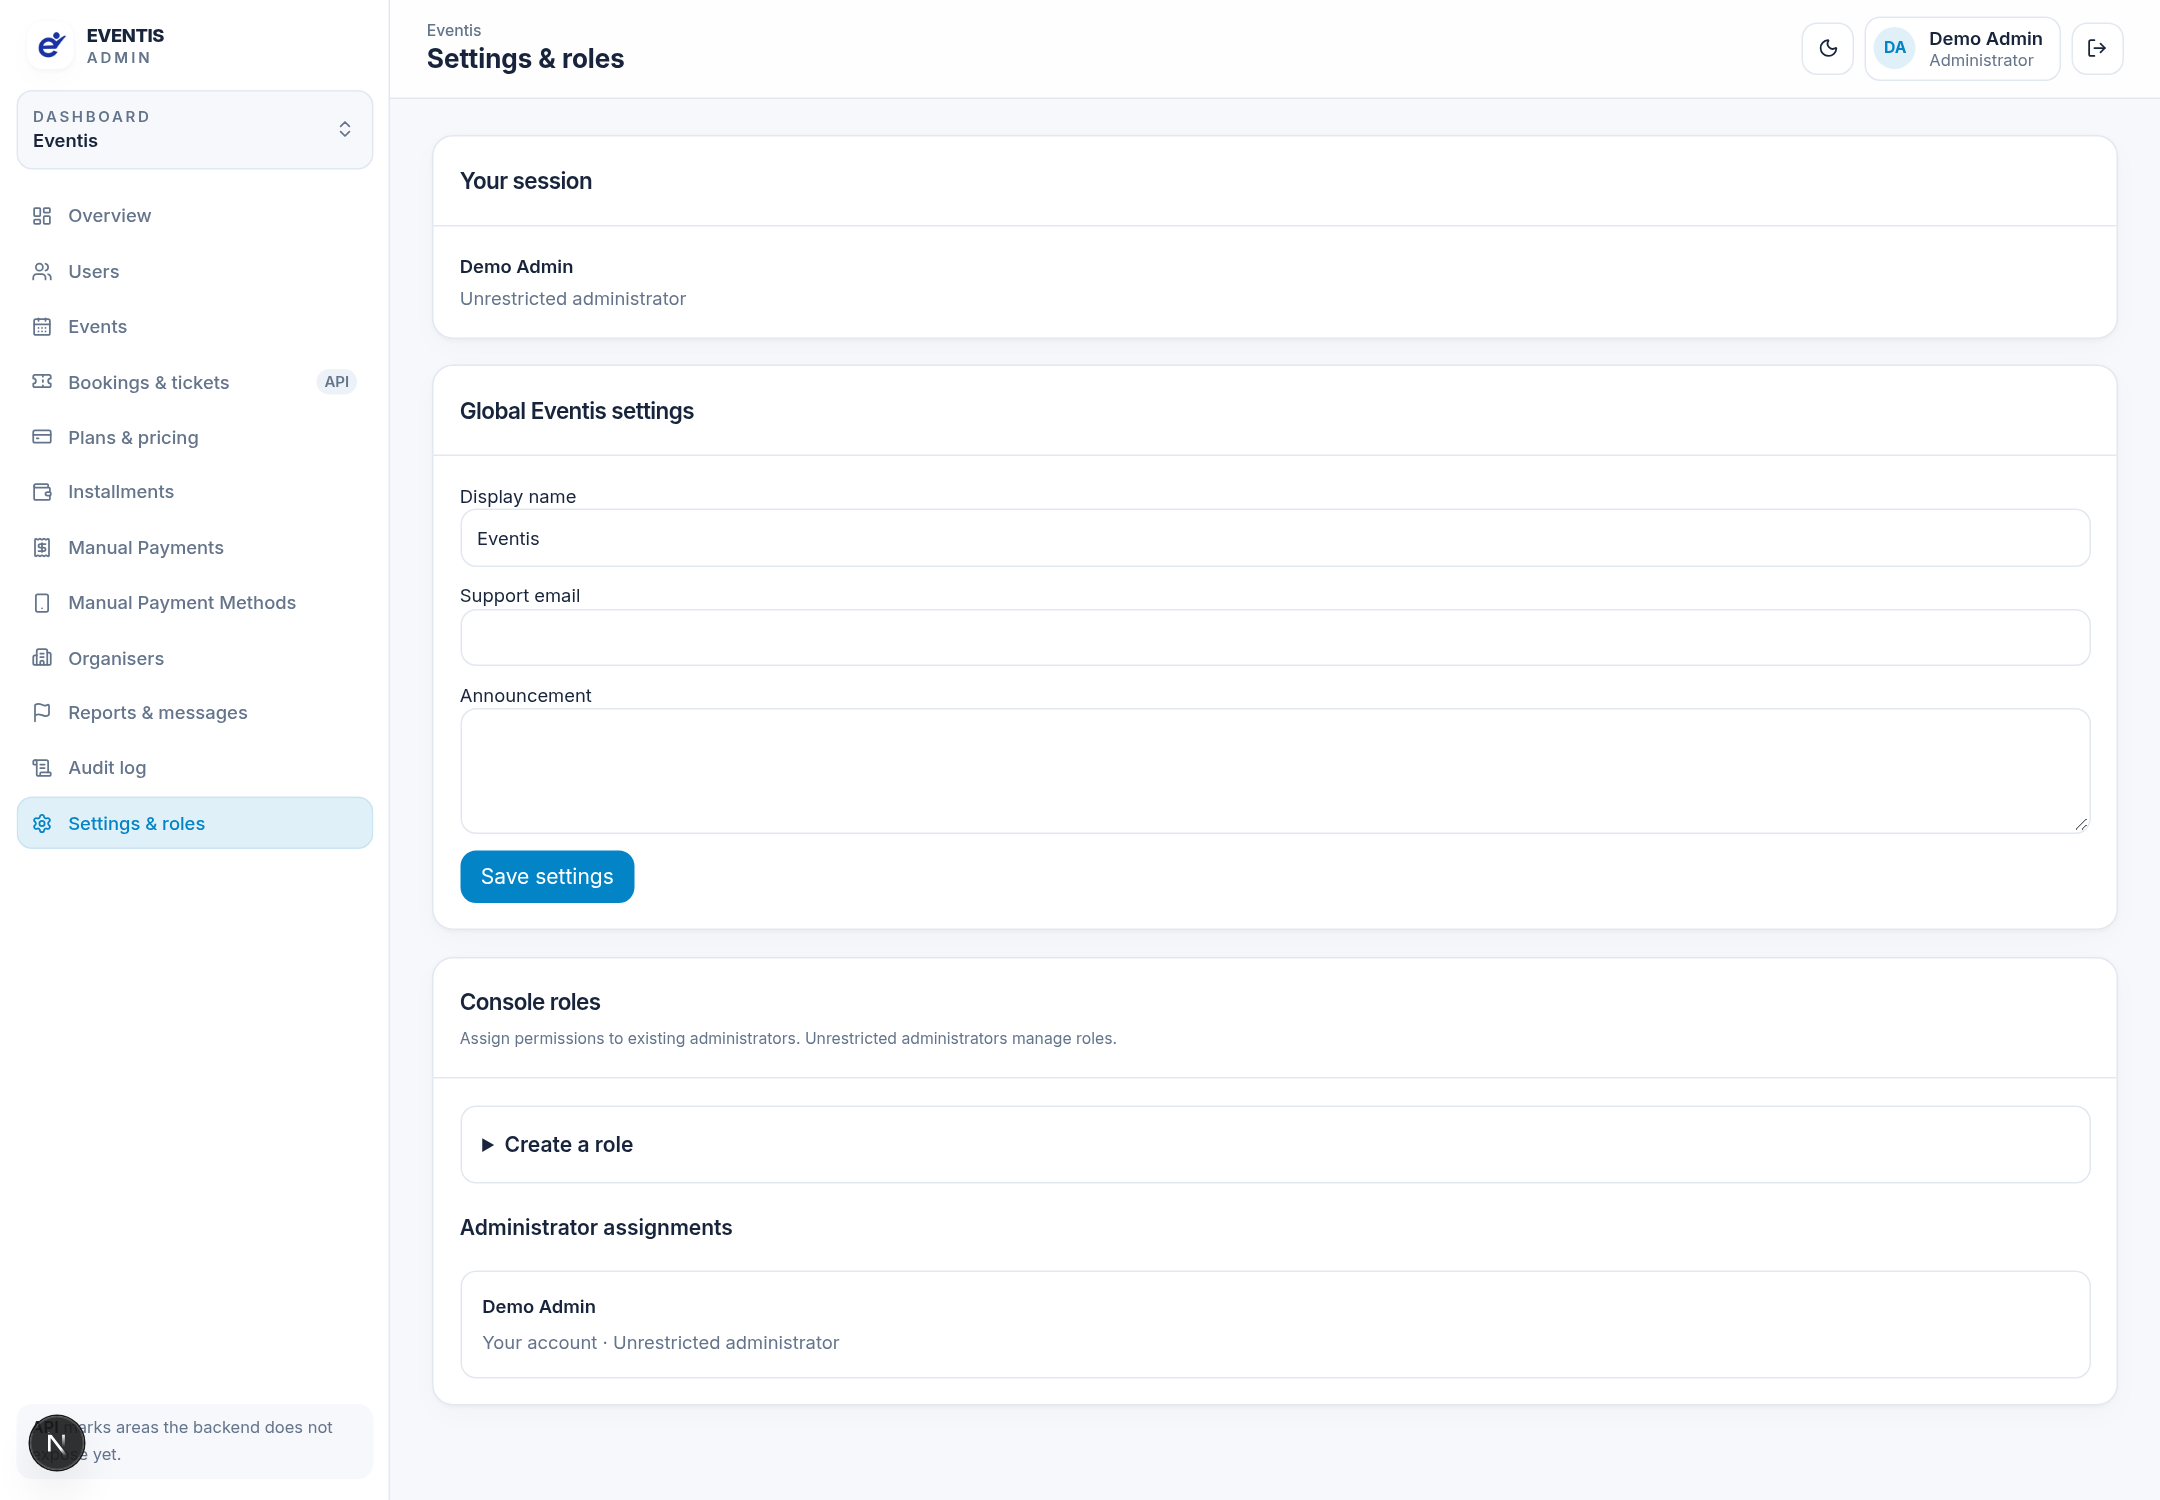 EVENTIS
ADMIN
DASHBOARD
Eventis
Overview
Users
Events
Bookings & tickets
API
Plans & pricing
Installments
Manual Payments
Manual Payment Methods
Organisers
Reports & messages
Audit log
Settings & roles
marks areas the backend does not
yet.
Eventis
Settings & roles
DA
Demo Admin
Administrator
Your session
Demo Admin
Unrestricted administrator
Global Eventis settings
Display name
Eventis
Support email
Announcement
Save settings
Console roles
Assign permissions to existing administrators. Unrestricted administrators manage roles.
Create a role
Administrator assignments
Demo Admin
Your account · Unrestricted administrator